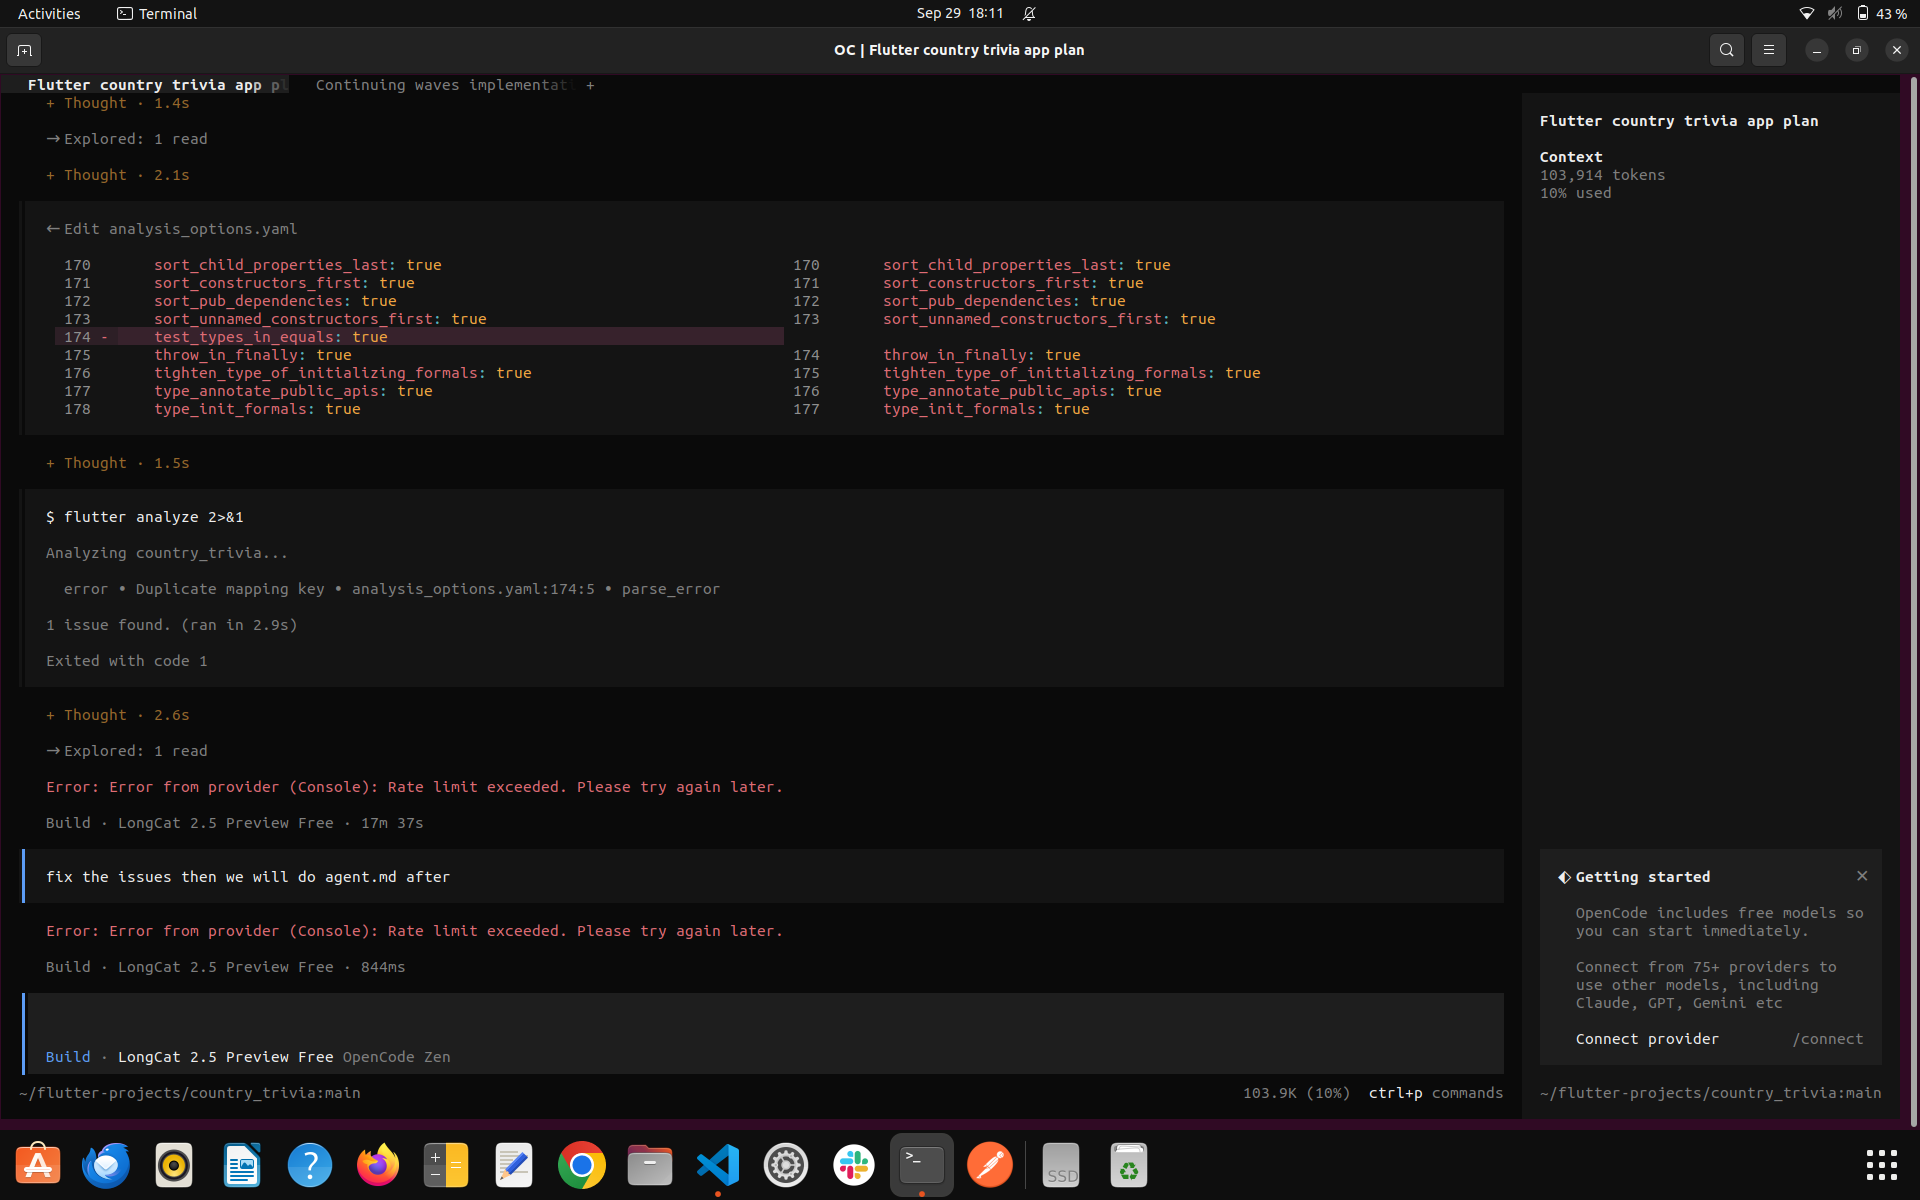 Activities Terminal Sep 29 18:11 43 %
OC | Flutter country trivia app plan
Flutter country trivia app pl Continuing waves implementat +
+ Thought · 1.4s
→ Explored: 1 read
+ Thought · 2.1s
← Edit analysis_options.yaml
170 sort_child_properties_last: true 170 sort_child_properties_last: true
171 sort_constructors_first: true 171 sort_constructors_first: true
172 sort_pub_dependencies: true 172 sort_pub_dependencies: true
173 sort_unnamed_constructors_first: true 173 sort_unnamed_constructors_first: true
174 - test_types_in_equals: true
175 throw_in_finally: true 174 throw_in_finally: true
176 tighten_type_of_initializing_formals: true 175 tighten_type_of_initializing_formals: true
177 type_annotate_public_apis: true 176 type_annotate_public_apis: true
178 type_init_formals: true 177 type_init_formals: true
+ Thought · 1.5s
$ flutter analyze 2>&1
Analyzing country_trivia...
error • Duplicate mapping key • analysis_options.yaml:174:5 • parse_error
1 issue found. (ran in 2.9s)
Exited with code 1
+ Thought · 2.6s
→ Explored: 1 read
Error: Error from provider (Console): Rate limit exceeded. Please try again later.
Build · LongCat 2.5 Preview Free · 17m 37s
fix the issues then we will do agent.md after
Error: Error from provider (Console): Rate limit exceeded. Please try again later.
Build · LongCat 2.5 Preview Free · 844ms
Build · LongCat 2.5 Preview Free OpenCode Zen
~/flutter-projects/country_trivia:main 103.9K (10%) ctrl+p commands
Flutter country trivia app plan
Context
103,914 tokens
10% used
Getting started
OpenCode includes free models so
you can start immediately.
Connect from 75+ providers to
use other models, including
Claude, GPT, Gemini etc
Connect provider /connect
~/flutter-projects/country_trivia:main
SSD